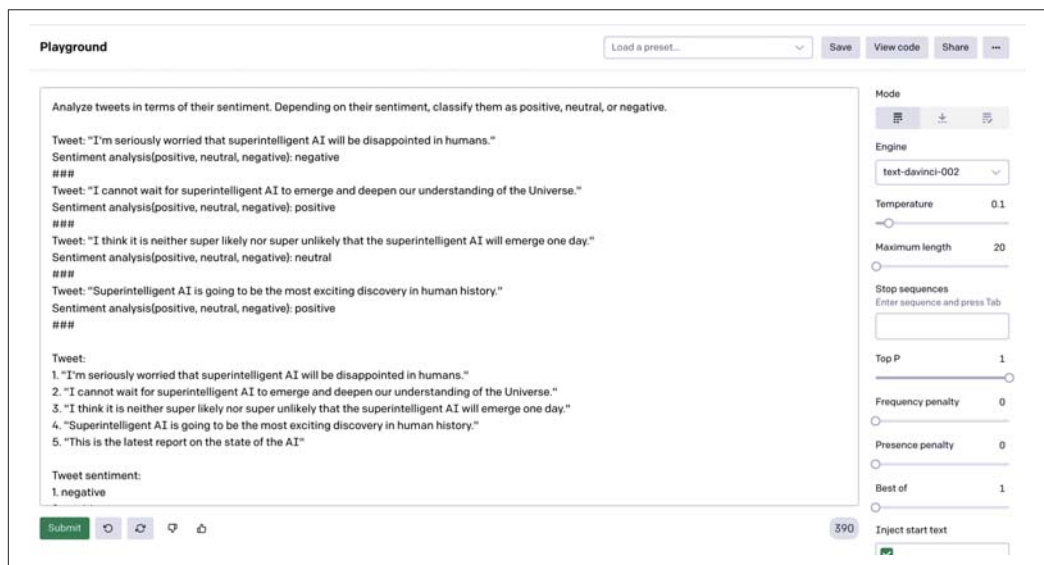 Playground
Load a preset...
Save
View code
Share
...
Analyze tweets in terms of their sentiment. Depending on their sentiment, classify them as positive, neutral, or negative.
Tweet: "I'm seriously worried that superintelligent AI will be disappointed in humans."
Sentiment analysis(positive, neutral, negative): negative
###
Tweet: "I cannot wait for superintelligent AI to emerge and deepen our understanding of the Universe."
Sentiment analysis(positive, neutral, negative): positive
###
Tweet: "I think it is neither super likely nor super unlikely that the superintelligent AI will emerge one day."
Sentiment analysis(positive, neutral, negative): neutral
###
Tweet: "Superintelligent AI is going to be the most exciting discovery in human history."
Sentiment analysis(positive, neutral, negative): positive
###
Tweet:
1. "I'm seriously worried that superintelligent AI will be disappointed in humans."
2. "I cannot wait for superintelligent AI to emerge and deepen our understanding of the Universe."
3. "I think it is neither super likely nor super unlikely that the superintelligent AI will emerge one day."
4. "Superintelligent AI is going to be the most exciting discovery in human history."
5. "This is the latest report on the state of the AI"
Tweet sentiment:
1. negative
Submit
390
Mode
Engine
text-davinci-002
Temperature 0.1
Maximum length 20
Stop sequences
Enter sequence and press Tab
Top P 1
Frequency penalty 0
Presence penalty 0
Best of 1
Inject start text